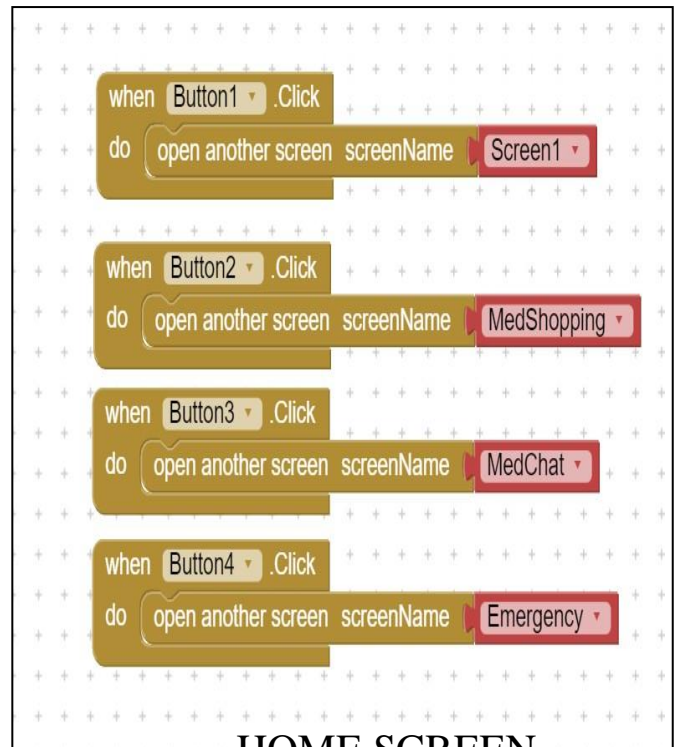 when Button1 .Click
do open another screen screenName Screen1
when Button2 .Click
do open another screen screenName MedShopping
when Button3 .Click
do open another screen screenName MedChat
when Button4 .Click
do open another screen screenName Emergency
HOME SCREEN